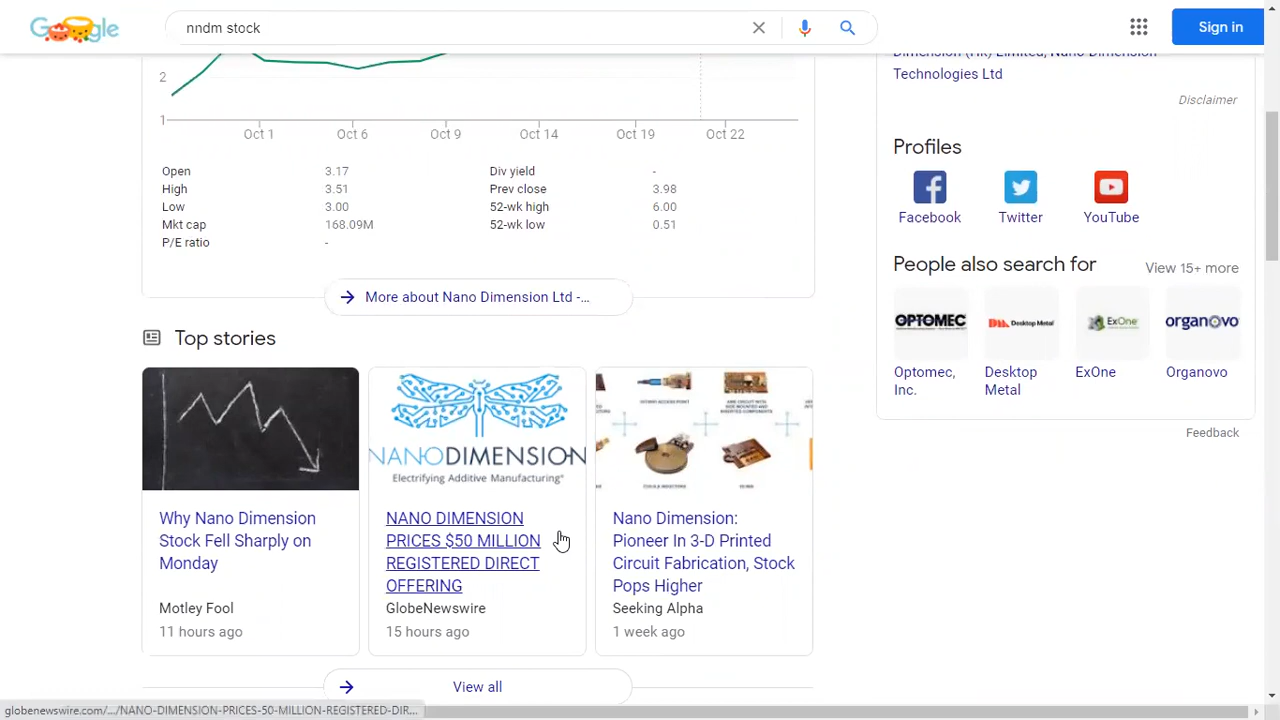 Google
nndm stock
Sign in
2
1
Oct 1
Oct 6
Oct 9
Oct 14
Oct 19
Oct 22
Open 3.17
High 3.51
Low 3.00
Mkt cap 168.09M
P/E ratio -
Div yield -
Prev close 3.98
52-wk high 6.00
52-wk low 0.51
More about Nano Dimension Ltd -...
Top stories
NANODIMENSION
Electrifying Additive Manufacturing®
Why Nano Dimension
Stock Fell Sharply on
Monday
Motley Fool
11 hours ago
NANO DIMENSION
PRICES $50 MILLION
REGISTERED DIRECT
OFFERING
GlobeNewswire
15 hours ago
Nano Dimension:
Pioneer In 3-D Printed
Circuit Fabrication, Stock
Pops Higher
Seeking Alpha
1 week ago
View all
Dimension (HK) Limited, Nano Dimension
Technologies Ltd
Disclaimer
Profiles
Facebook
Twitter
YouTube
People also search for
View 15+ more
OPTOMEC
Desktop Metal
ExOne
organovo
Optomec,
Inc.
Desktop
Metal
ExOne
Organovo
Feedback
globenewswire.com/.../NANO-DIMENSION-PRICES-50-MILLION-REGISTERED-DIR...